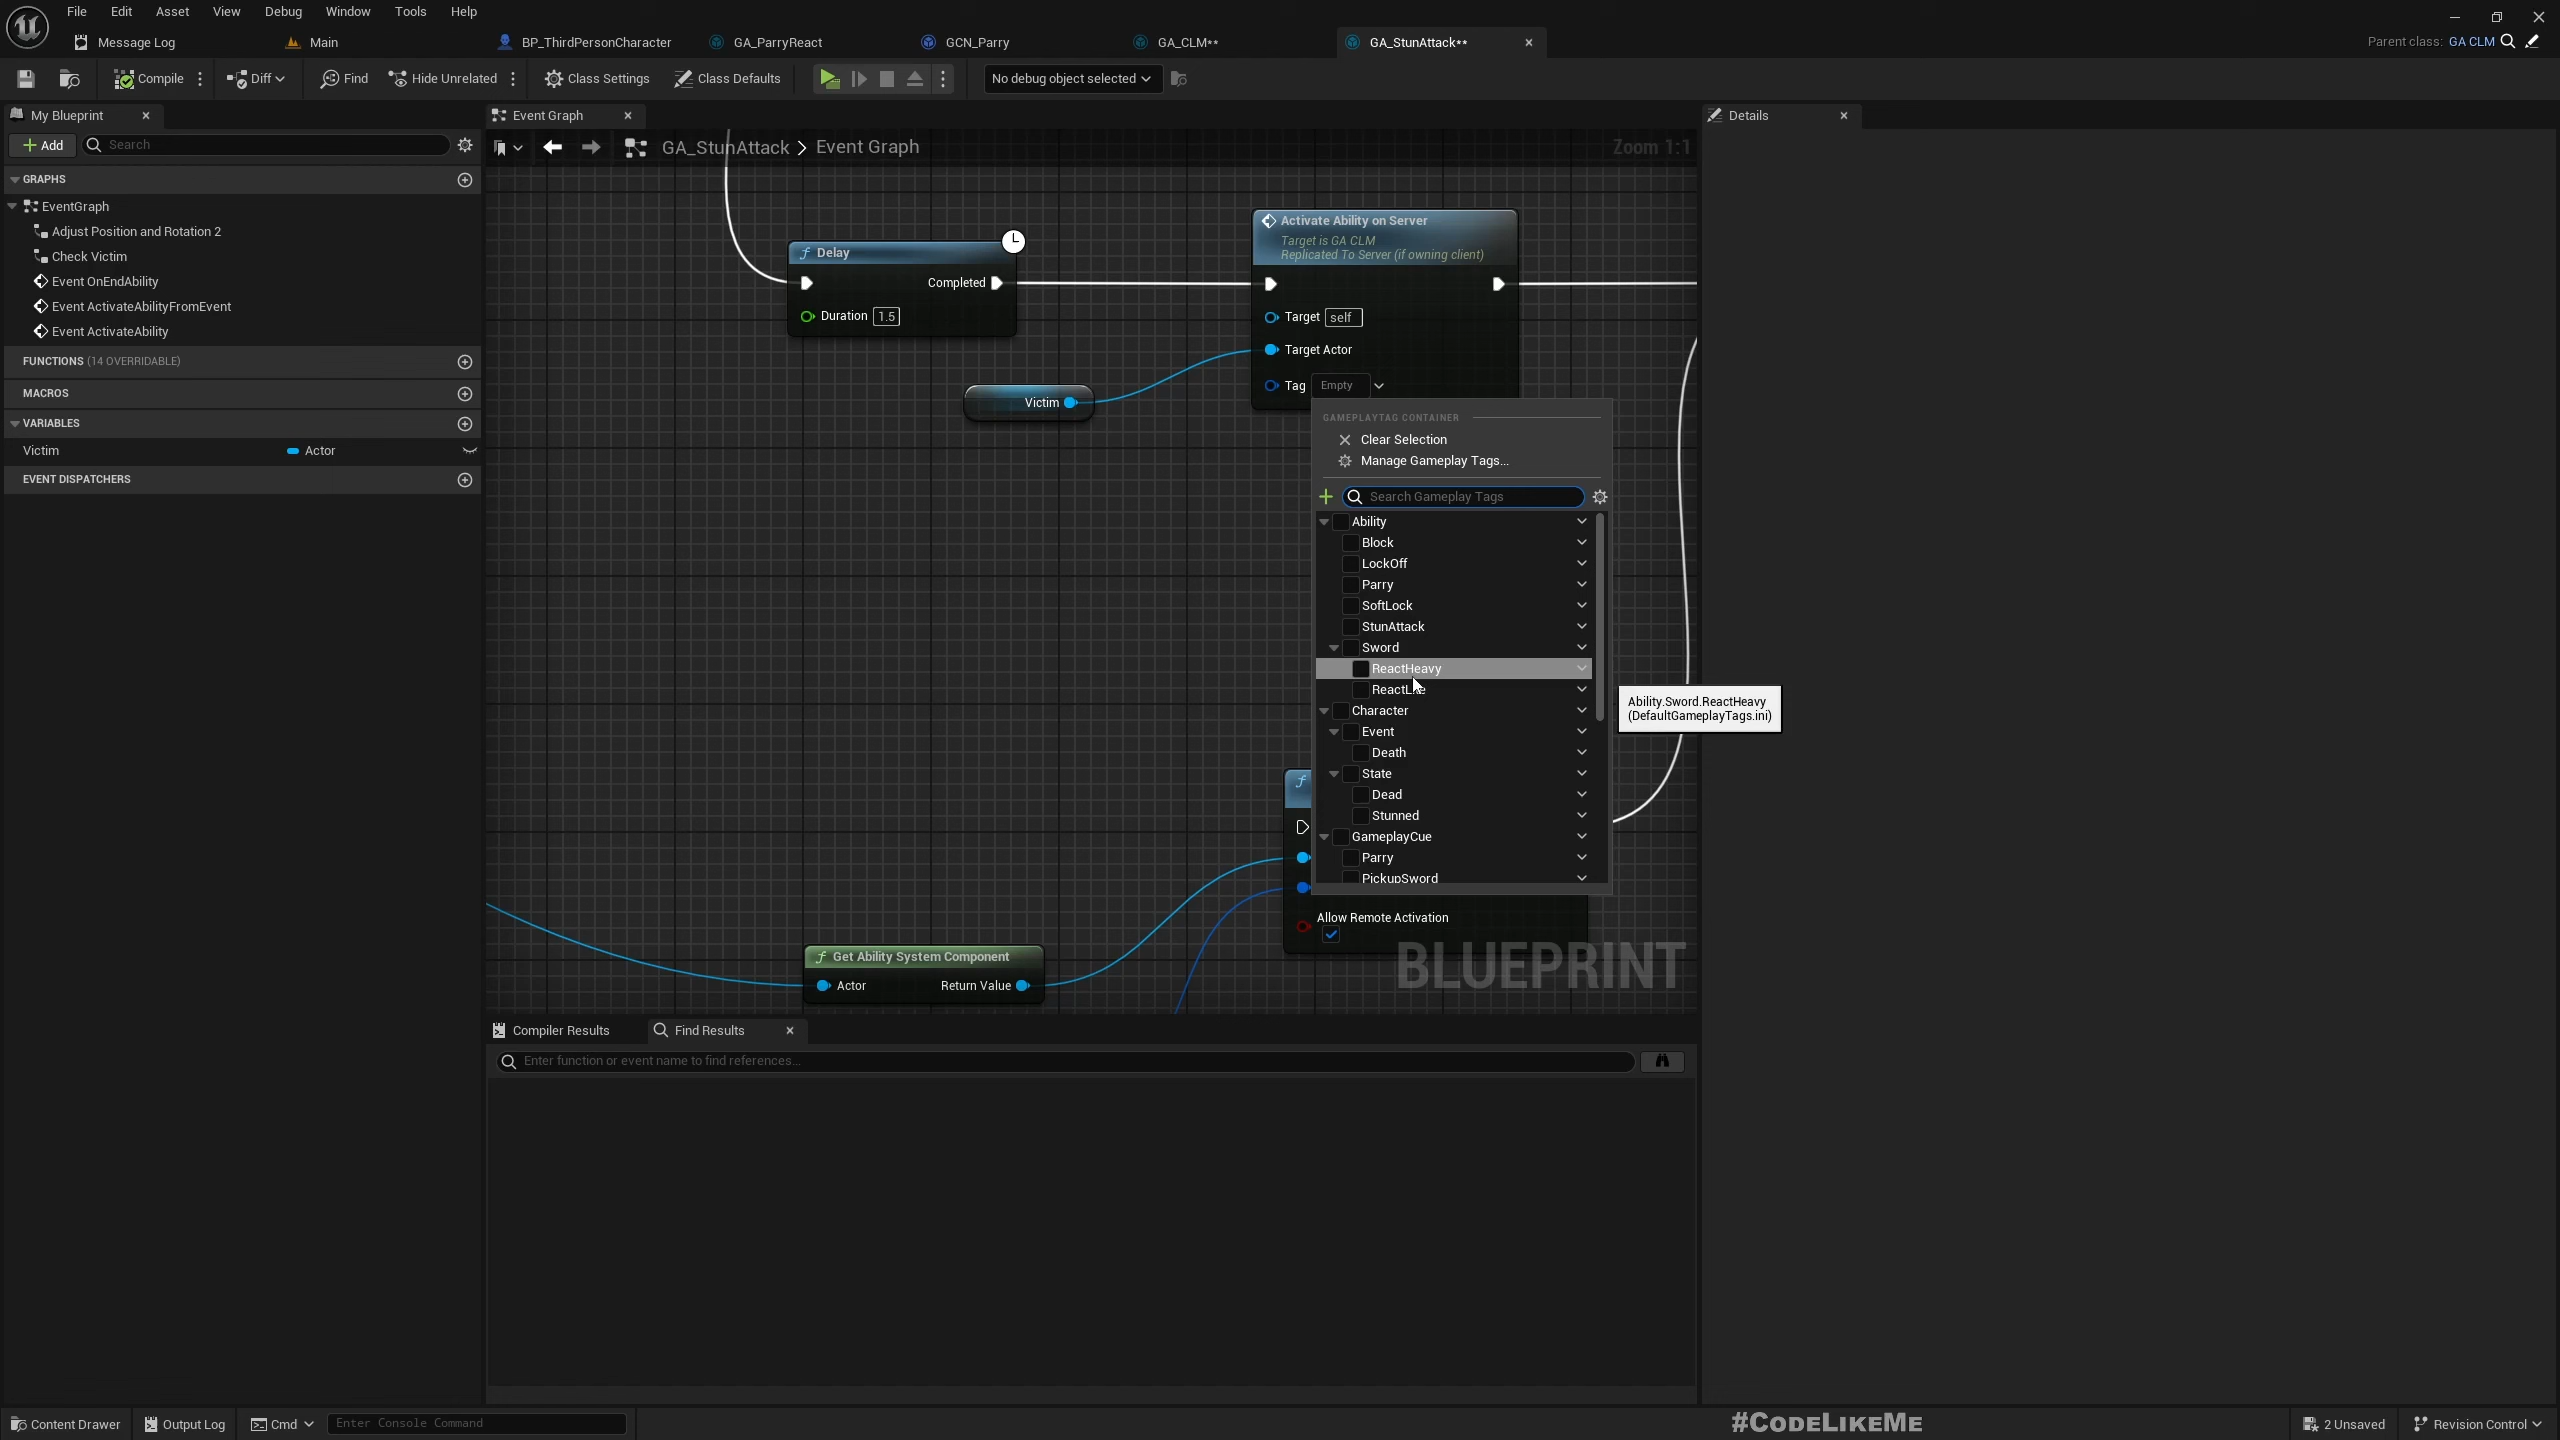 File Edit Asset View Debug Window Tools Help
Message Log Main BP_ThirdPersonCharacter GA_ParryReact GCN_Parry GA_CLM** GA_StunAttack** Parent class: GA CLM
Compile Diff Find Hide Unrelated Class Settings Class Defaults No debug object selected
My Blueprint
Event Graph
Details
Add Search
GA_StunAttack > Event Graph Zoom 1:1
GRAPHS
EventGraph
Adjust Position and Rotation 2
Check Victim
Event OnEndAbility
Event ActivateAbilityFromEvent
Event ActivateAbility
FUNCTIONS (14 OVERRIDABLE)
MACROS
VARIABLES
Victim Actor
EVENT DISPATCHERS
Delay
Completed
Duration 1.5
Victim
Activate Ability on Server
Target is GA CLM
Replicated To Server (if owning client)
Target self
Target Actor
Tag Empty
GAMEPLAYTAG CONTAINER
Clear Selection
Manage Gameplay Tags...
Search Gameplay Tags
Ability
Block
LockOff
Parry
SoftLock
StunAttack
Sword
ReactHeavy
Character
Event
Death
State
Dead
Stunned
GameplayCue
Parry
PickupSword
Ability.Sword.ReactHeavy
(DefaultGameplayTags.ini)
Allow Remote Activation
Get Ability System Component
Actor Return Value
BLUEPRINT
Compiler Results Find Results
Enter function or event name to find references...
Content Drawer Output Log Cmd Enter Console Command #CODELIKEME 2 Unsaved Revision Control